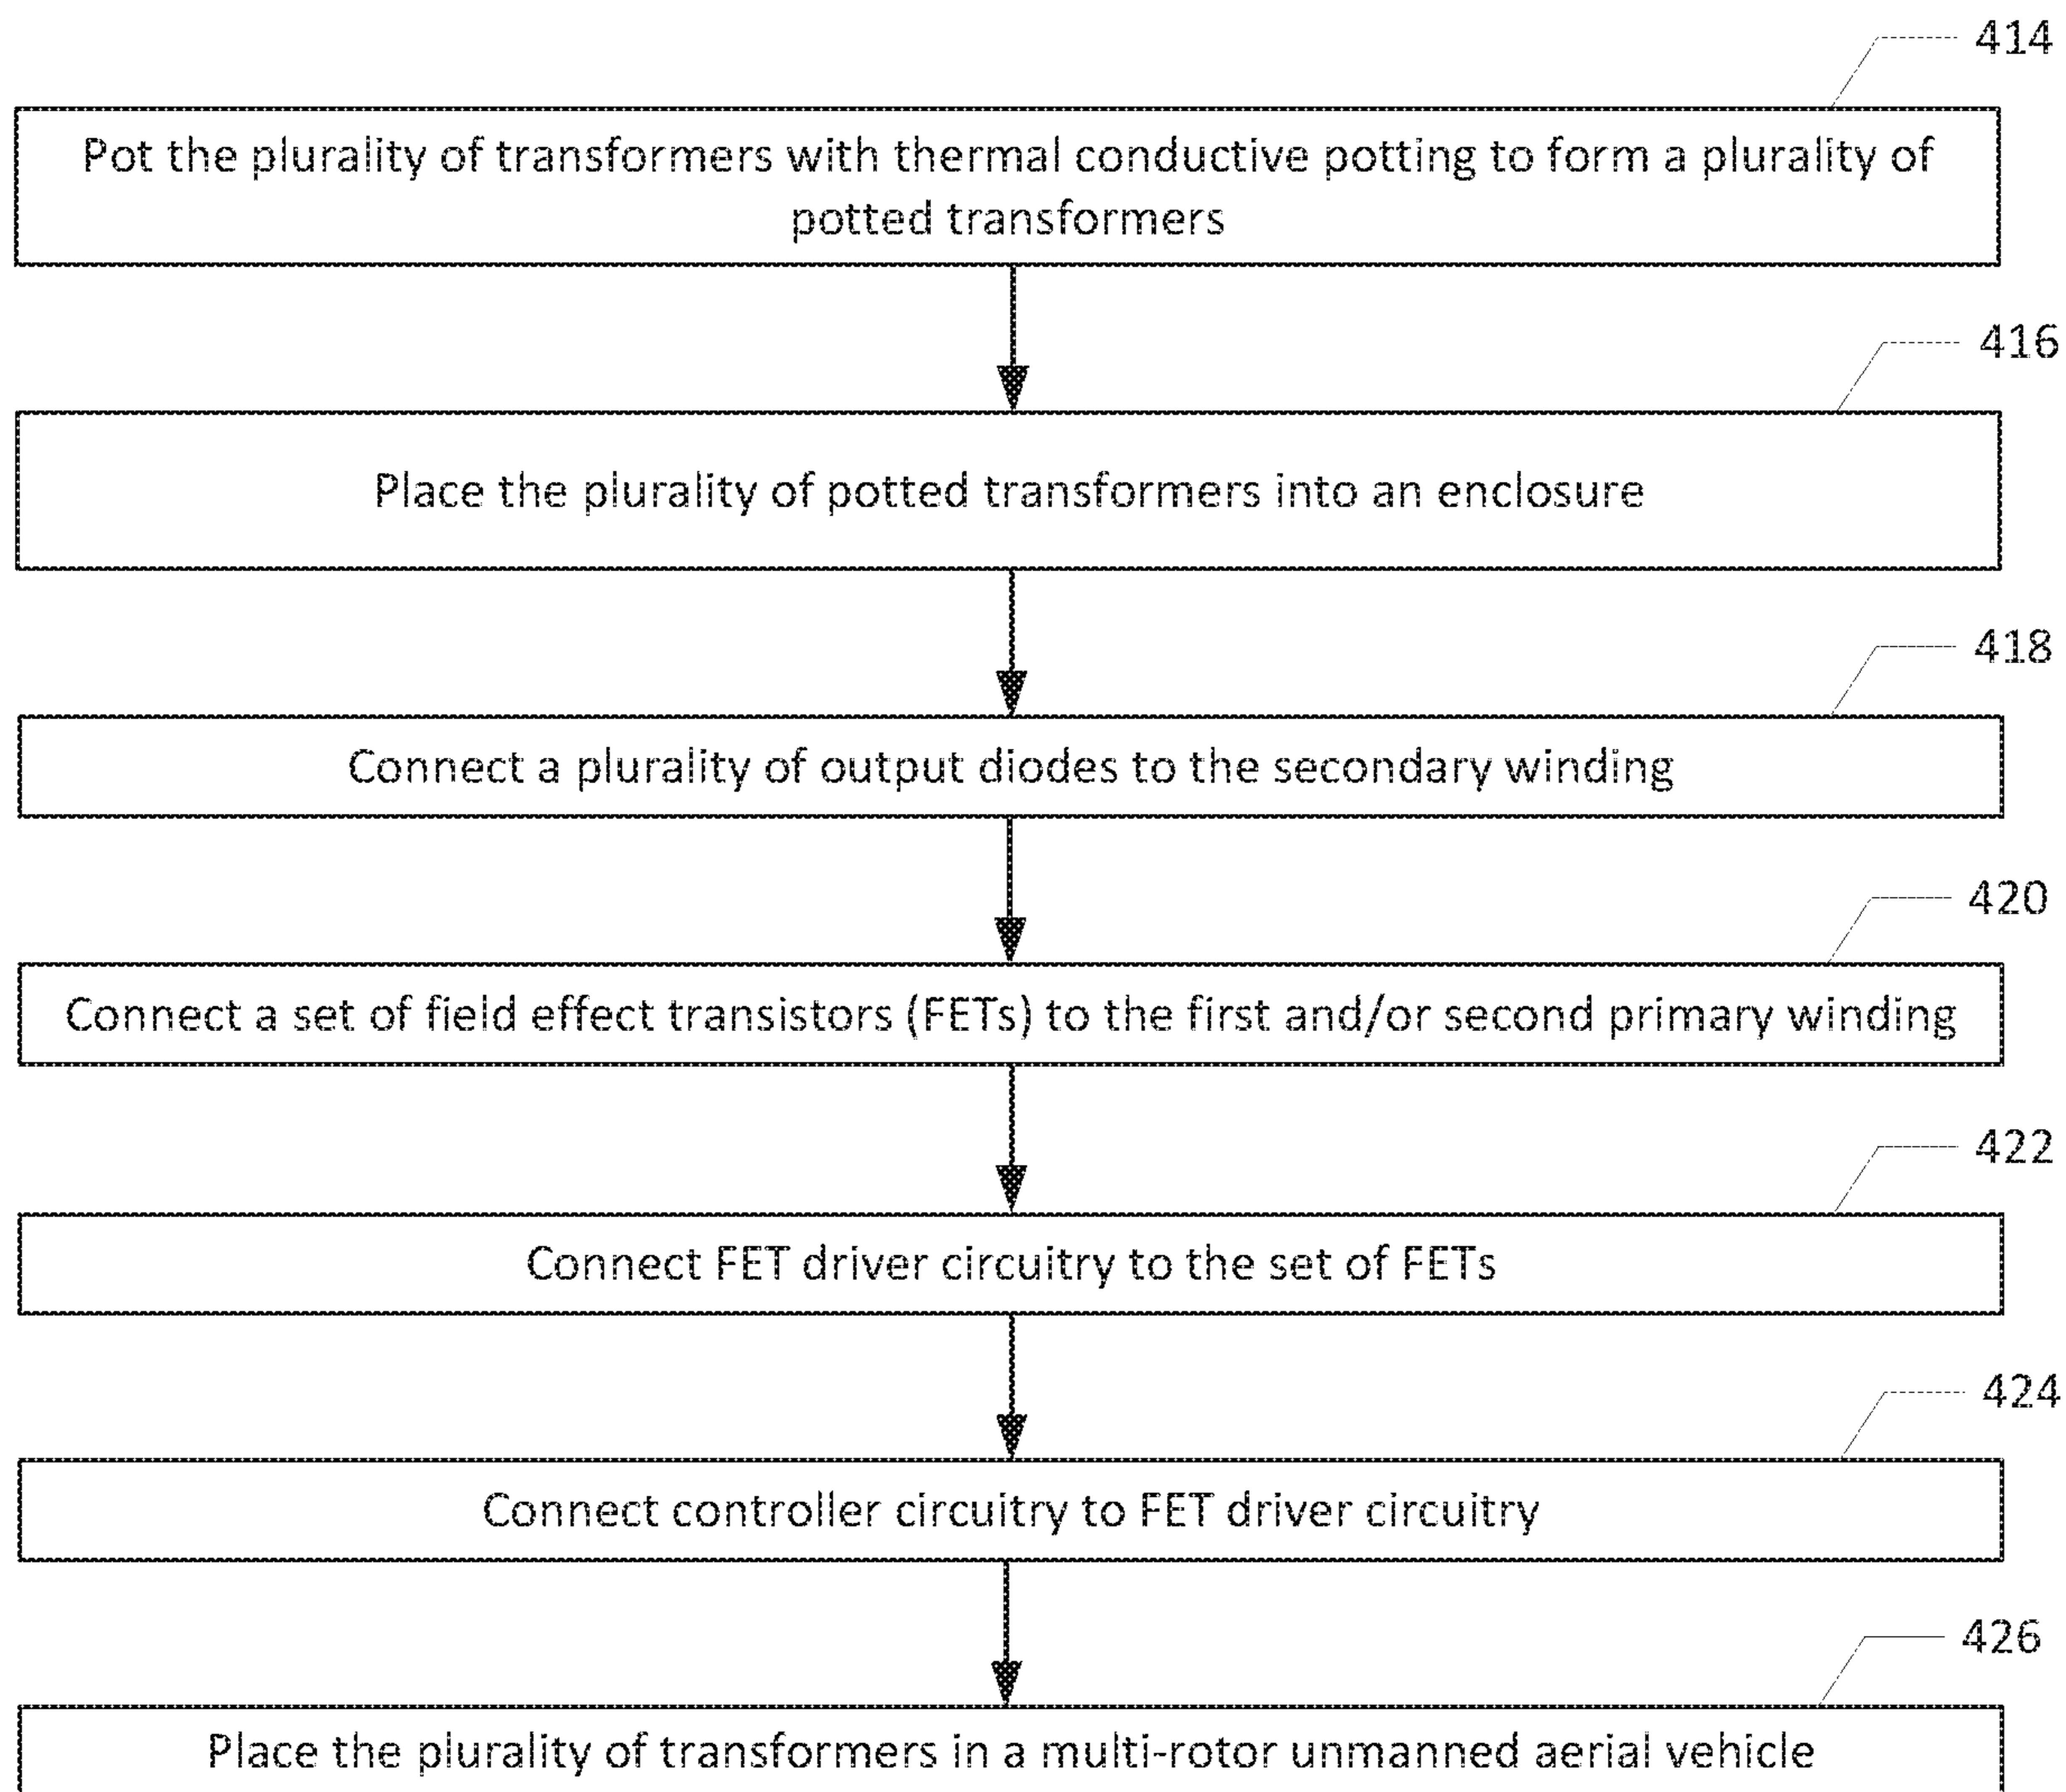 414
Pot the plurality of transformers with thermal conductive potting to form a plurality of
potted transformers
416
Place the plurality of potted transformers into an enclosure
418
Connect a plurality of output diodes to the secondary winding
420
Connect a set of field effect transistors (FETs) to the first and/or second primary winding
422
Connect FET driver circuitry to the set of FETs
424
Connect controller circuitry to FET driver circuitry
426
Place the plurality of transformers in a multi-rotor unmanned aerial vehicle